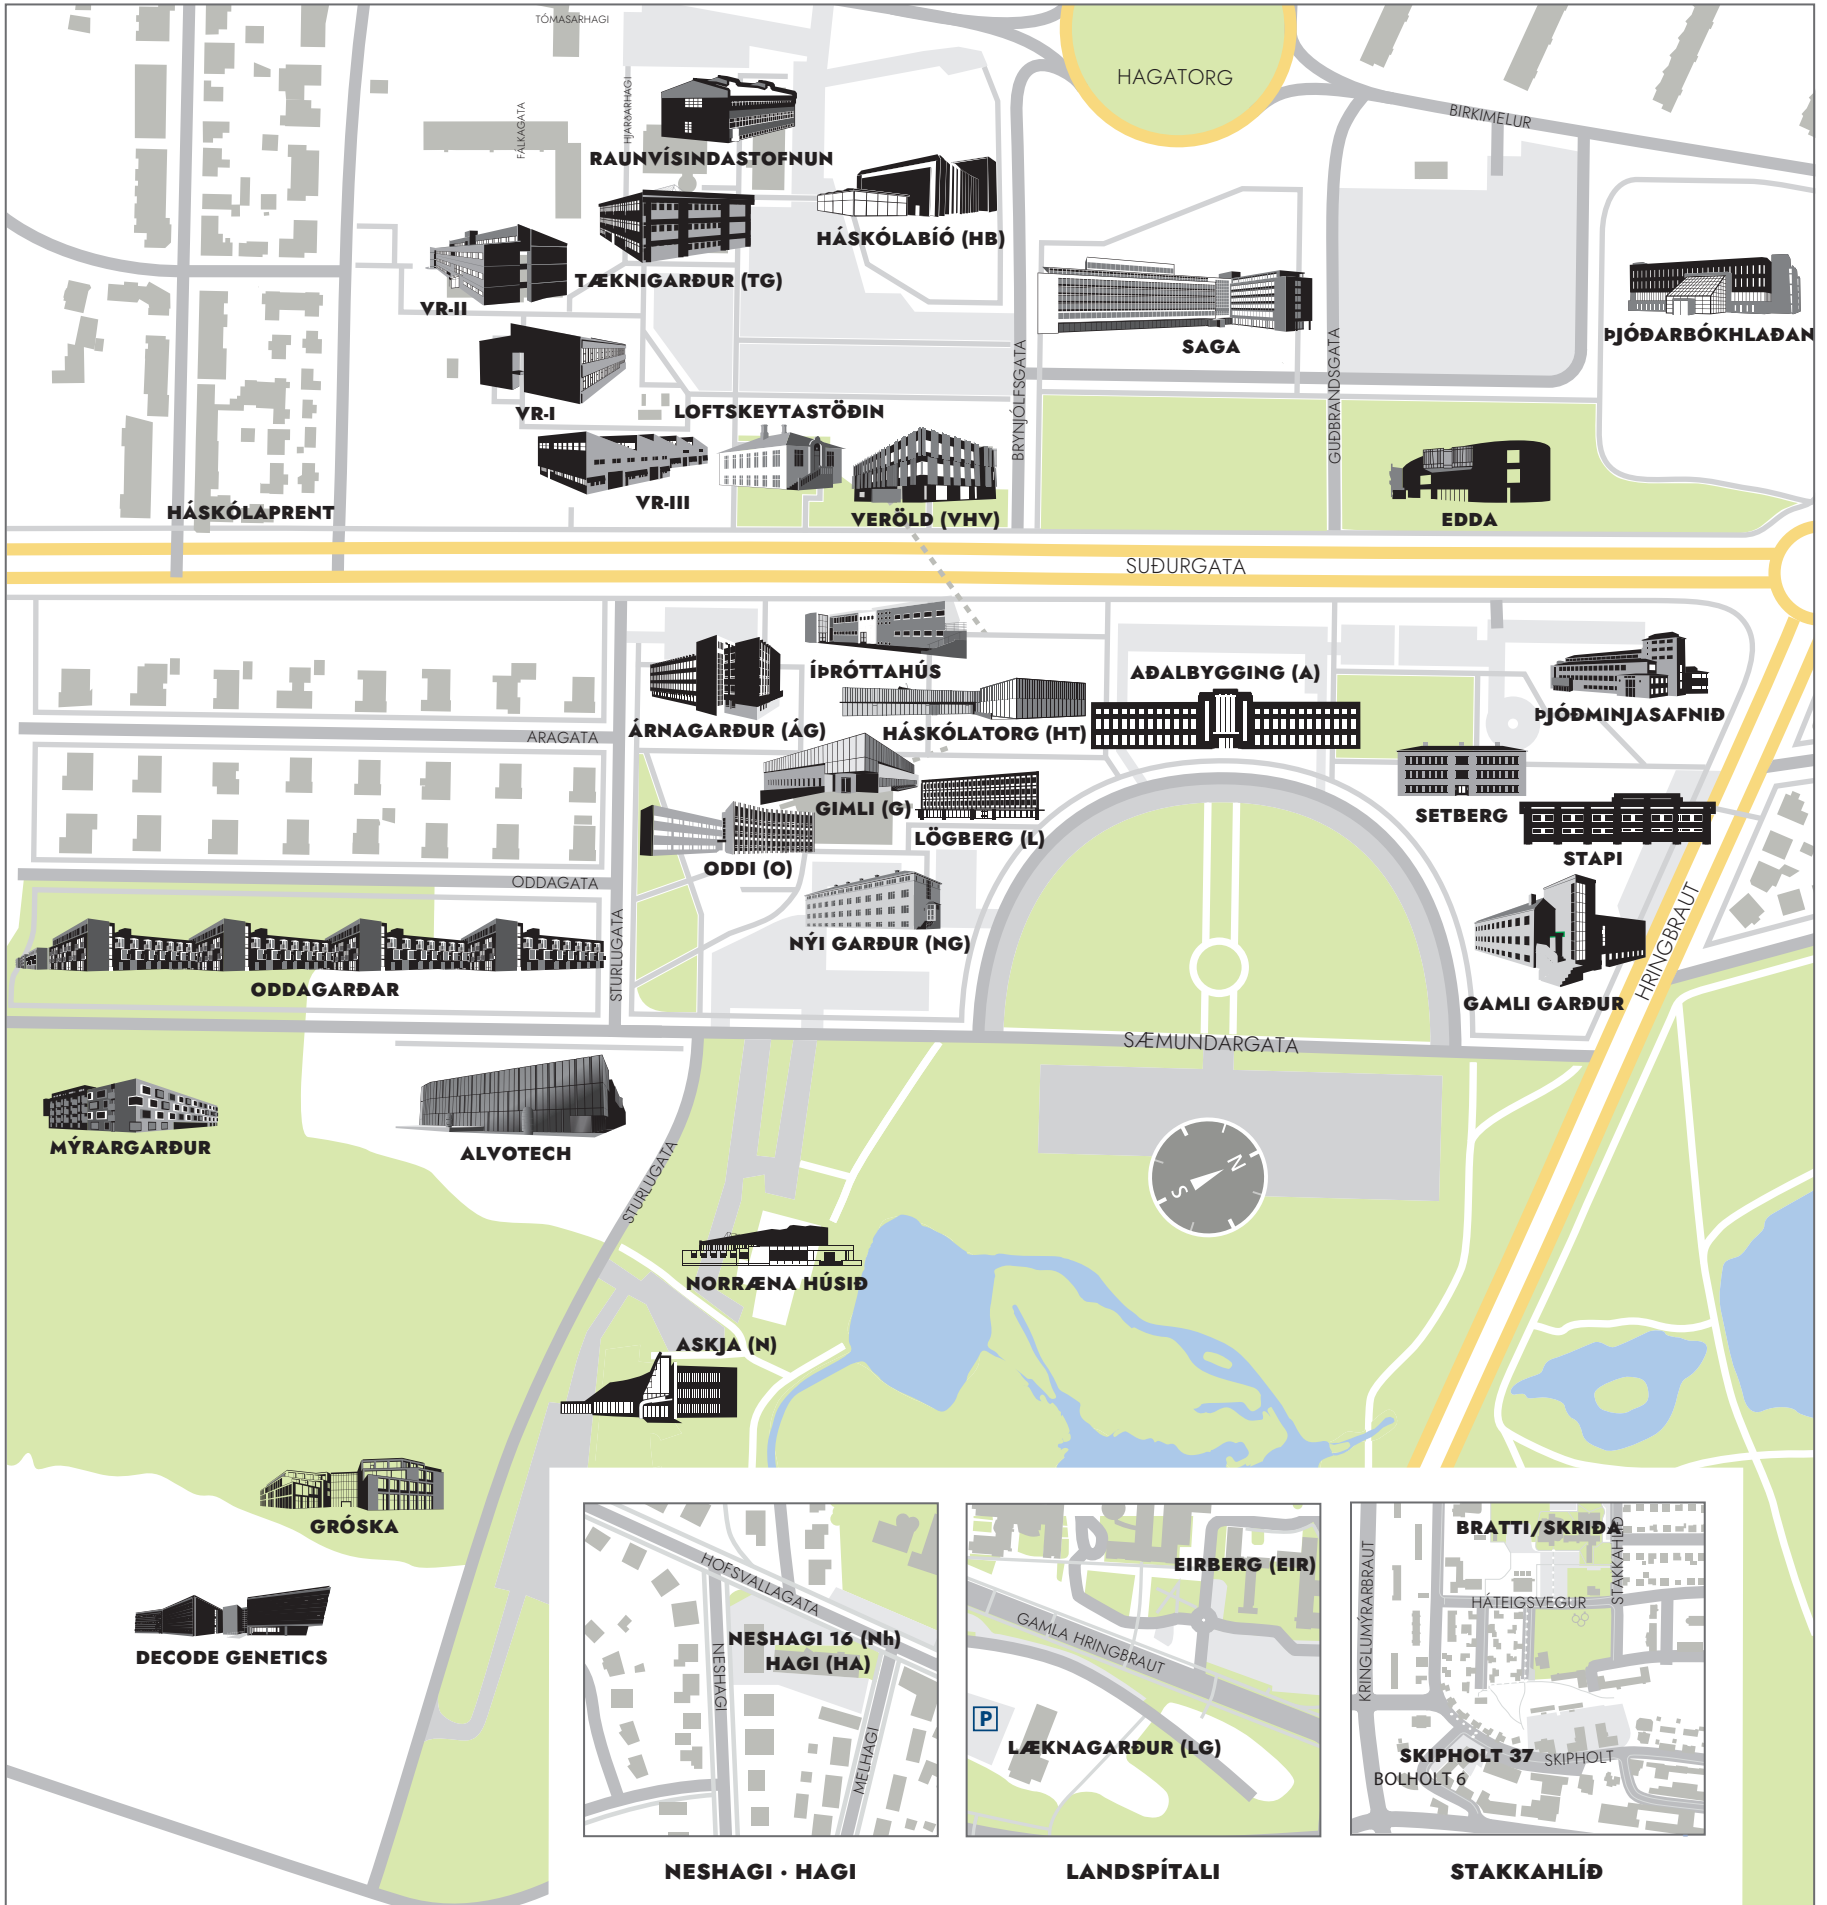 TÓMASARHAGI
HAGATORG
BIRKIMELUR
FÁLKAGATA
HJARÐARHAGI
RAUNVÍSINDASTOFNUN
HÁSKÓLABÍÓ (HB)
TÆKNIGARÐUR (TG)
VR-II
SAGA
ÞJÓÐARBÓKHLAÐAN
BRYNJÓLFSGATA
GUÐBRANDSGATA
VR-I
LOFTSKEYTASTÖÐIN
VR-III
HÁSKÓLAPRENT
VERÖLD (VHV)
EDDA
SUÐURGATA
ÍÞRÓTTAHÚS
AÐALBYGGING (A)
ÞJÓÐMINJASAFNIÐ
ÁRNAGARÐUR (ÁG)
HÁSKÓLATORG (HT)
ARAGATA
GIMLI (G)
SETBERG
LÖGBERG (L)
STAPI
ODDI (O)
ODDAGATA
STURLUGATA
NÝI GARÐUR (NG)
HRINGBRAUT
ODDAGARÐAR
GAMLI GARÐUR
SÆMUNDARGATA
MÝRARGARÐUR
ALVOTECH
STURLUGATA
N
S
NORRÆNA HÚSIÐ
ASKJA (N)
GRÓSKA
DECODE GENETICS
HOFSVALLAGATA
NESHAGI 16 (Nh)
HAGI (HA)
NESHAGI
MELHAGI
NESHAGI · HAGI
EIRBERG (EIR)
GAMLA HRINGBRAUT
P
LÆKNAGARÐUR (LG)
LANDSPÍTALI
BRATTI/SKRIÐA
STAKKAHLÍÐ
KRINGLUMÝRARBRAUT
HÁTEIGSVEGUR
SKIPHOLT 37
SKIPHOLT
BOLHOLT 6
STAKKAHLÍÐ